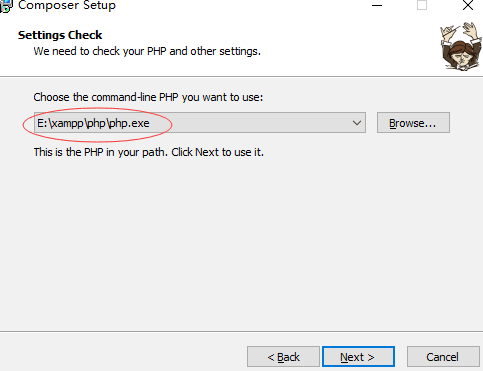 Composer Setup
Settings Check
We need to check your PHP and other settings.
Choose the command-line PHP you want to use:
E:\xampp\php\php.exe
Browse...
This is the PHP in your path. Click Next to use it.
< Back
Next >
Cancel